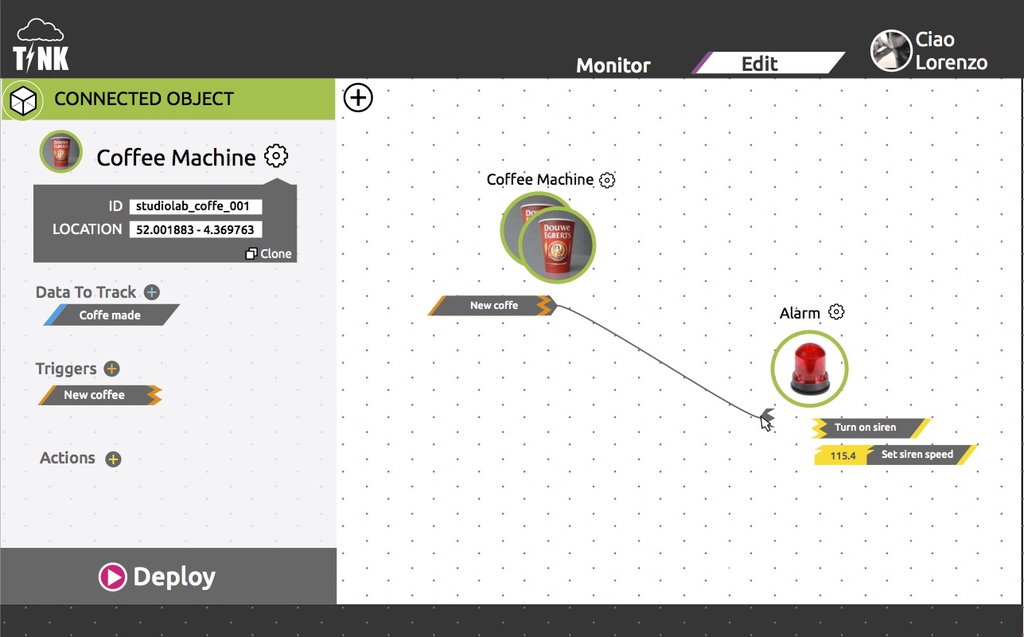 TINK
Monitor
Edit
Ciao
Lorenzo
CONNECTED OBJECT
Coffee Machine
ID studiolab_coffe_001
LOCATION 52.001883 - 4.369763
Clone
Data To Track
Coffe made
Triggers
New coffee
Actions
Deploy
Coffee Machine
DOUWE
EGBERTS
New coffe
Alarm
Turn on siren
115.4 Set siren speed